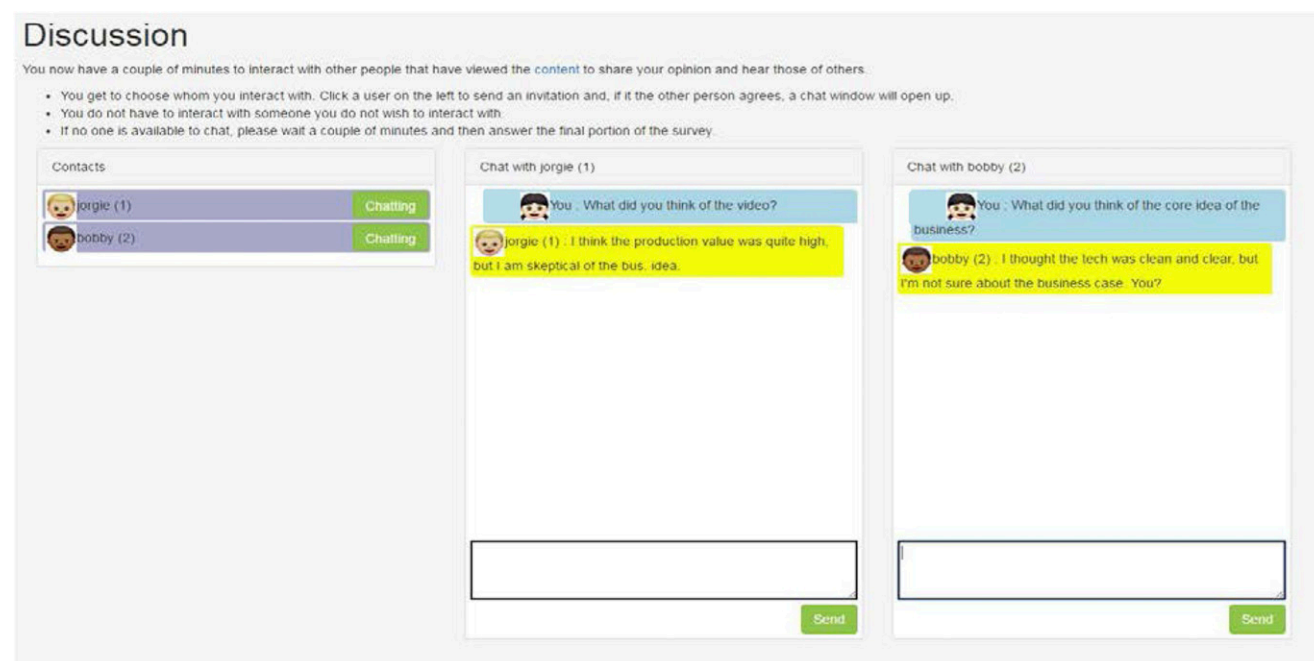 Discussion
You now have a couple of minutes to interact with other people that have viewed the content to share your opinion and hear those of others.
• You get to choose whom you interact with. Click a user on the left to send an invitation and, if it the other person agrees, a chat window will open up.
• You do not have to interact with someone you do not wish to interact with.
• If no one is available to chat, please wait a couple of minutes and then answer the final portion of the survey.
Contacts
jorgie (1) Chatting
bobby (2) Chatting
Chat with jorgie (1)
You : What did you think of the video?
jorgie (1) : I think the production value was quite high,
but I am skeptical of the bus. idea.
Send
Chat with bobby (2)
You : What did you think of the core idea of the
business?
bobby (2) : I thought the tech was clean and clear, but
I'm not sure about the business case. You?
Send